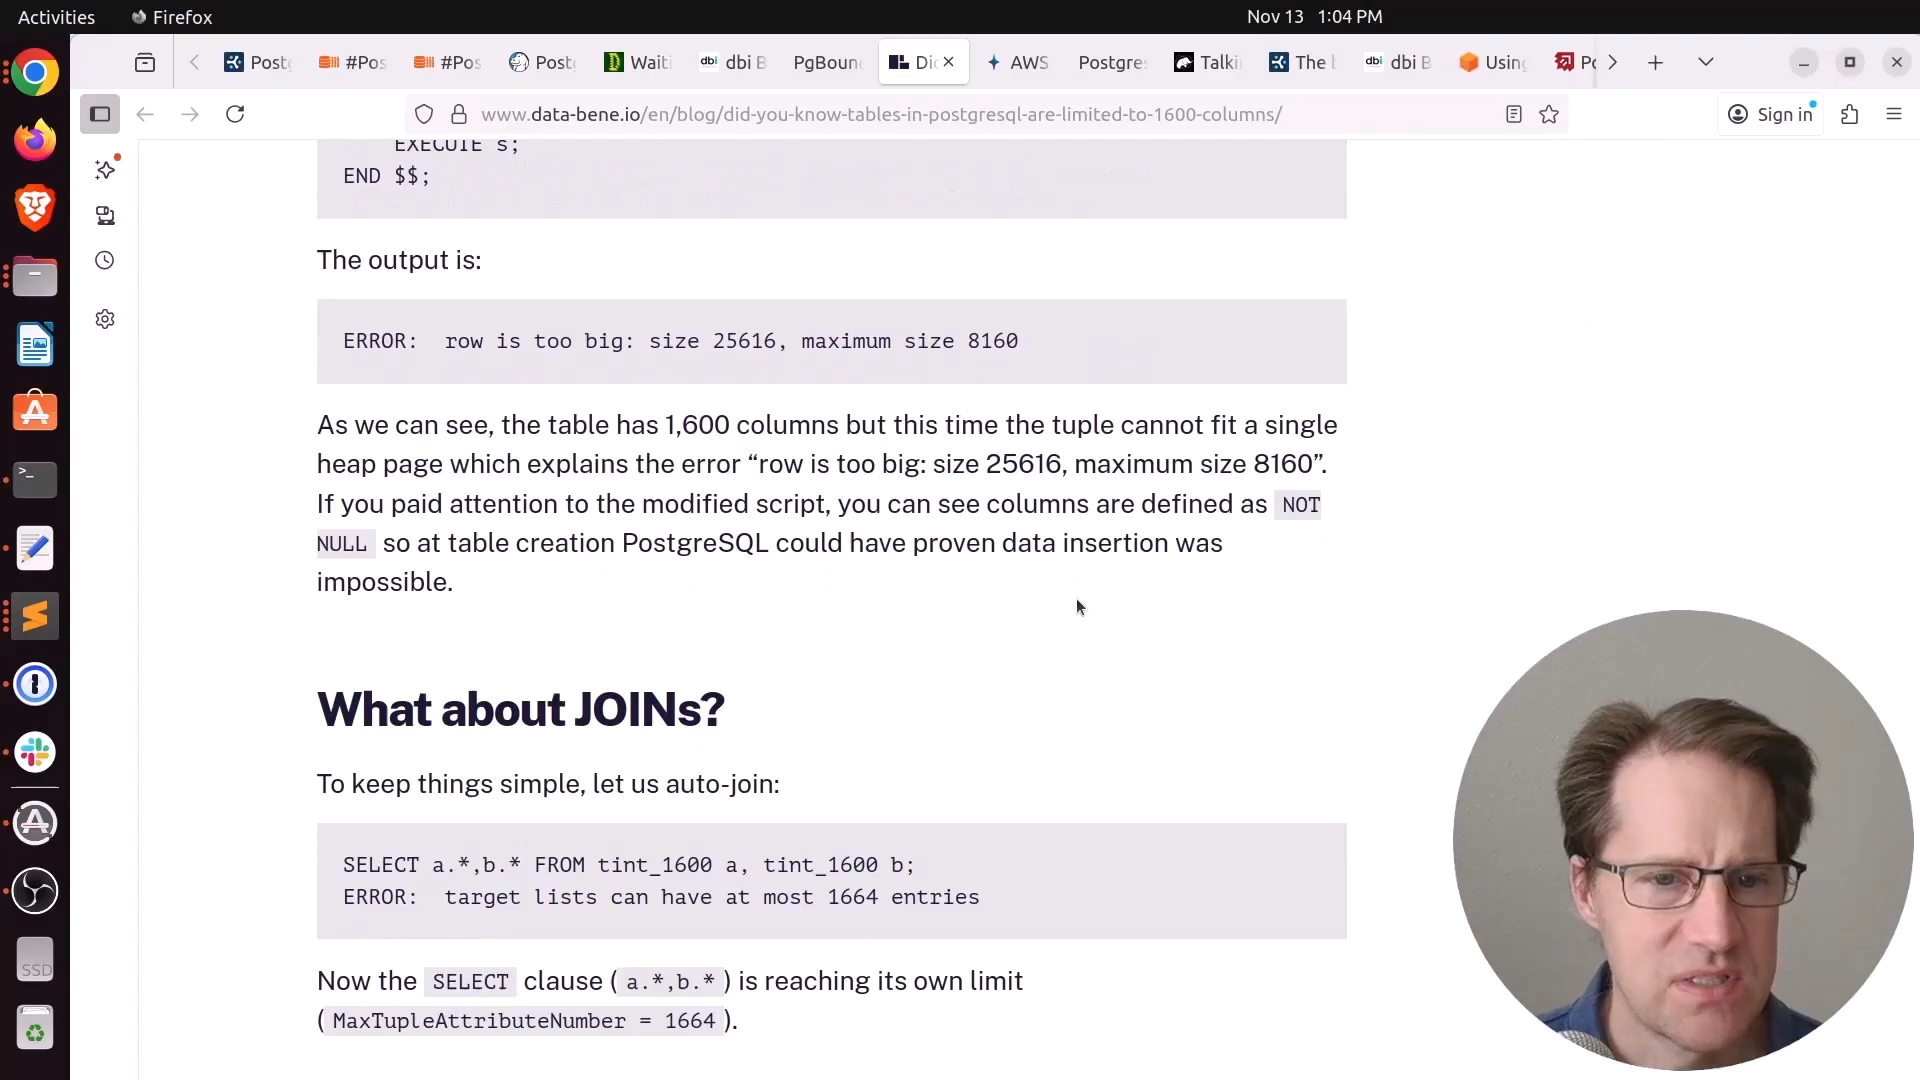 Activities
Firefox
Nov 13 1:04 PM
Postg
#Pos
#Pos
Post
Waiti
dbi B
PgBoun
Di
AWS
Postgre
Talki
The b
dbi B
Using
Po
www.data-bene.io/en/blog/did-you-know-tables-in-postgresql-are-limited-to-1600-columns/
Sign in
EXECUTE s;
END $$;
The output is:
ERROR: row is too big: size 25616, maximum size 8160
As we can see, the table has 1,600 columns but this time the tuple cannot fit a single
heap page which explains the error “row is too big: size 25616, maximum size 8160”.
If you paid attention to the modified script, you can see columns are defined as NOT
NULL so at table creation PostgreSQL could have proven data insertion was
impossible.
What about JOINs?
To keep things simple, let us auto-join:
SELECT a.*,b.* FROM tint_1600 a, tint_1600 b;
ERROR: target lists can have at most 1664 entries
Now the SELECT clause (a.*,b.*) is reaching its own limit
(MaxTupleAttributeNumber = 1664).
SSD